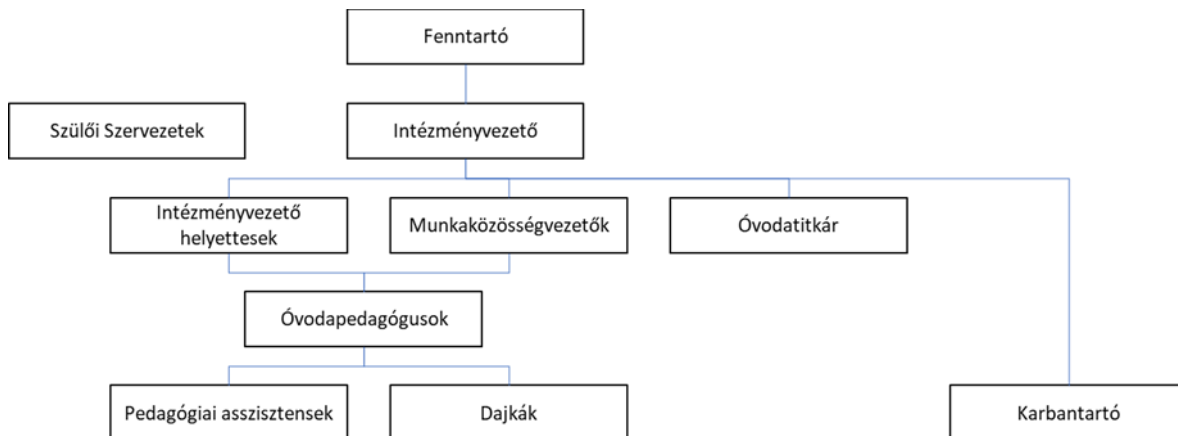 Fenntartó
Szülői Szervezetek
Intézményvezető
Intézményvezető
helyettesek
Munkaközösségvezetők
Óvodatitkár
Óvodapedagógusok
Pedagógiai asszisztensek
Dajkák
Karbantartó